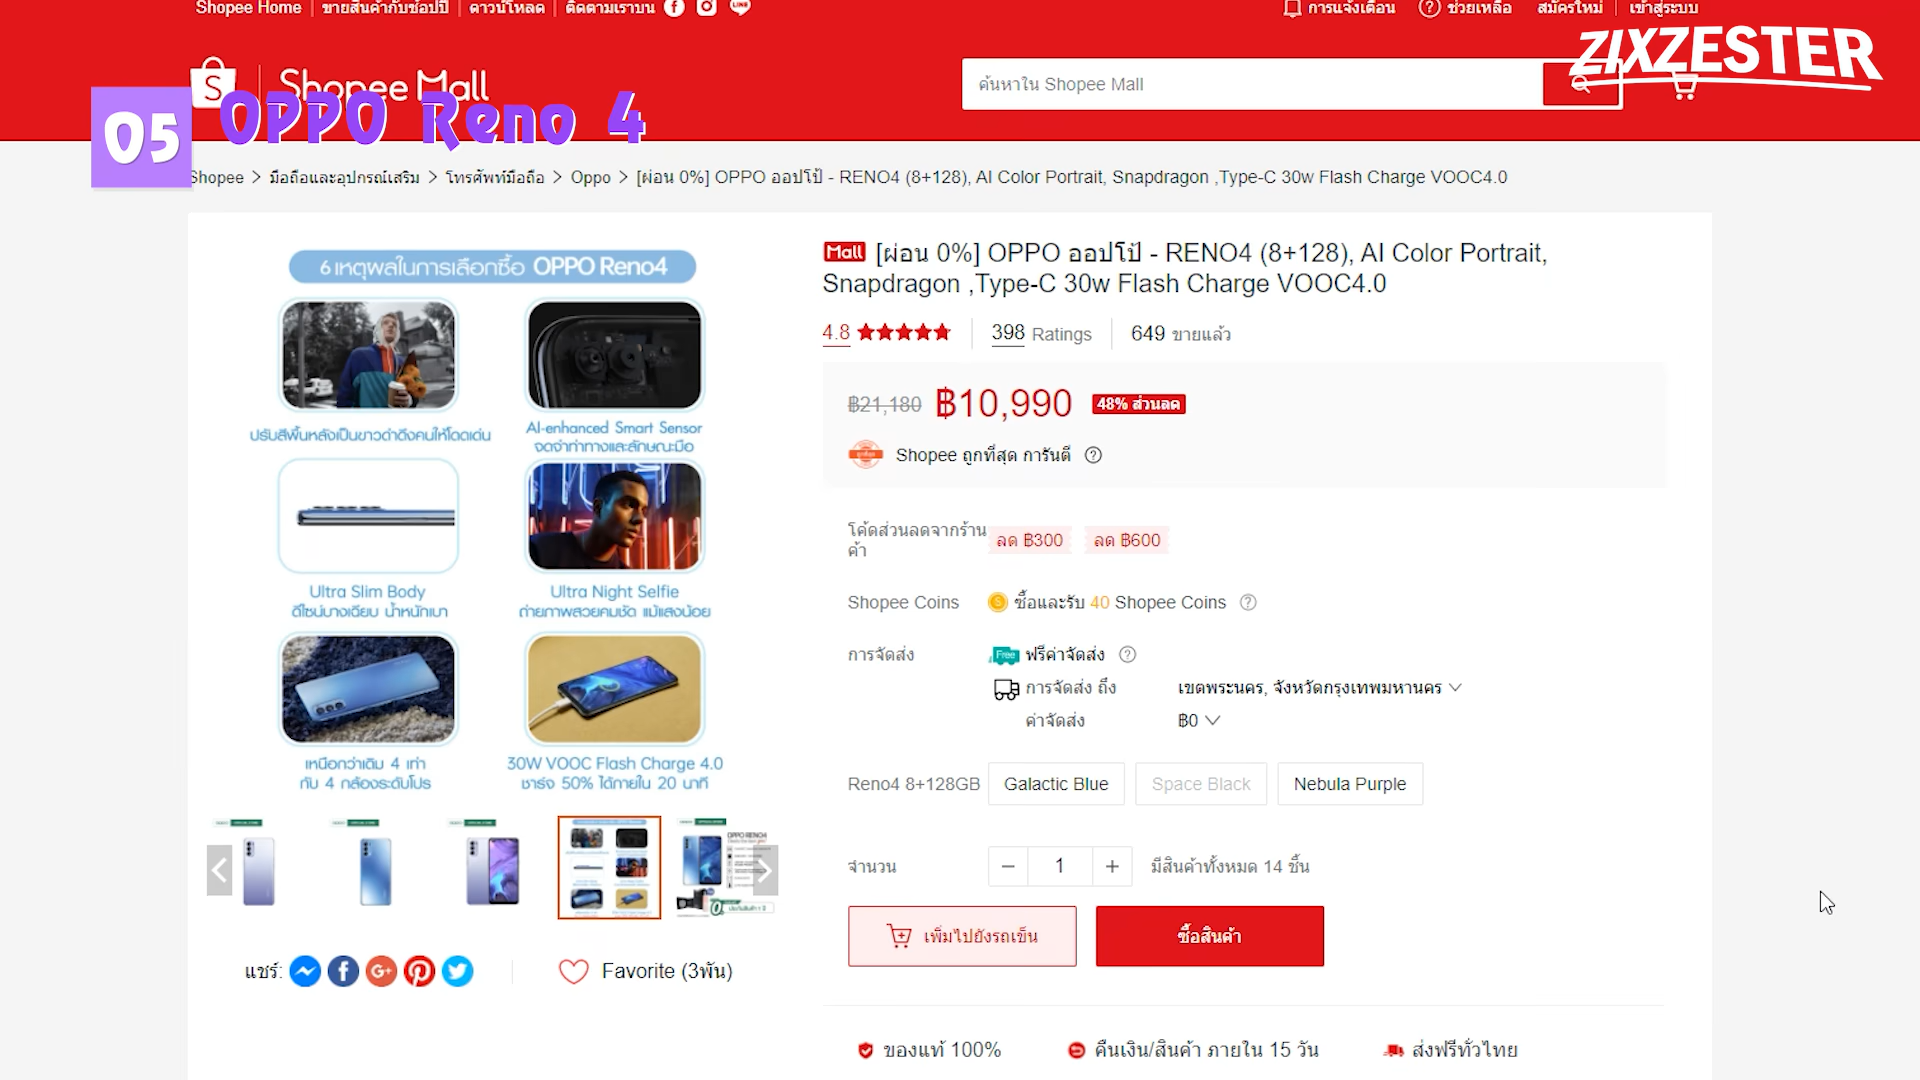 Shopee Home
ขายสินค้ากับช้อปปี้
ดาวน์โหลด
ติดตามเราบน
LINE
การแจ้งเตือน
ช่วยเหลือ
สมัครใหม่
เข้าสู่ระบบ
ZIXZESTER
Shopee Mall
ค้นหาใน Shopee Mall
05
OPPO Reno 4
Shopee > มือถือและอุปกรณ์เสริม > โทรศัพท์มือถือ > Oppo > [ผ่อน 0%] OPPO ออปโป้ - RENO4 (8+128), AI Color Portrait, Snapdragon ,Type-C 30w Flash Charge VOOC4.0
6 เหตุผลในการเลือกซื้อ OPPO Reno4
ปรับสีพื้นหลังเป็นขาวดำดึงคนให้โดดเด่น
AI-enhanced Smart Sensor
จดจำท่าทางและลักษณะมือ
Ultra Slim Body
ดีไซน์บางเฉียบ น้ำหนักเบา
Ultra Night Selfie
ถ่ายภาพสวยคมชัด แม้แสงน้อย
เหนือกว่าเดิม 4 เท่า
กับ 4 กล้องระดับโปร
30W VOOC Flash Charge 4.0
ชาร์จ 50% ได้ภายใน 20 นาที
แชร์:
Favorite (3พัน)
Mall [ผ่อน 0%] OPPO ออปโป้ - RENO4 (8+128), AI Color Portrait,
Snapdragon ,Type-C 30w Flash Charge VOOC4.0
4.8
398 Ratings
649 ขายแล้ว
฿21,180 ฿10,990 48% ส่วนลด
Shopee ถูกที่สุด การันตี
โค้ดส่วนลดจากร้าน
ค้า
ลด ฿300
ลด ฿600
Shopee Coins
ซื้อและรับ 40 Shopee Coins
การจัดส่ง
Free ฟรีค่าจัดส่ง
การจัดส่ง ถึง
เขตพระนคร, จังหวัดกรุงเทพมหานคร
ค่าจัดส่ง
฿0
Reno4 8+128GB
Galactic Blue
Space Black
Nebula Purple
จำนวน
1
มีสินค้าทั้งหมด 14 ชิ้น
เพิ่มไปยังรถเข็น
ซื้อสินค้า
ของแท้ 100%
คืนเงิน/สินค้า ภายใน 15 วัน
ส่งฟรีทั่วไทย